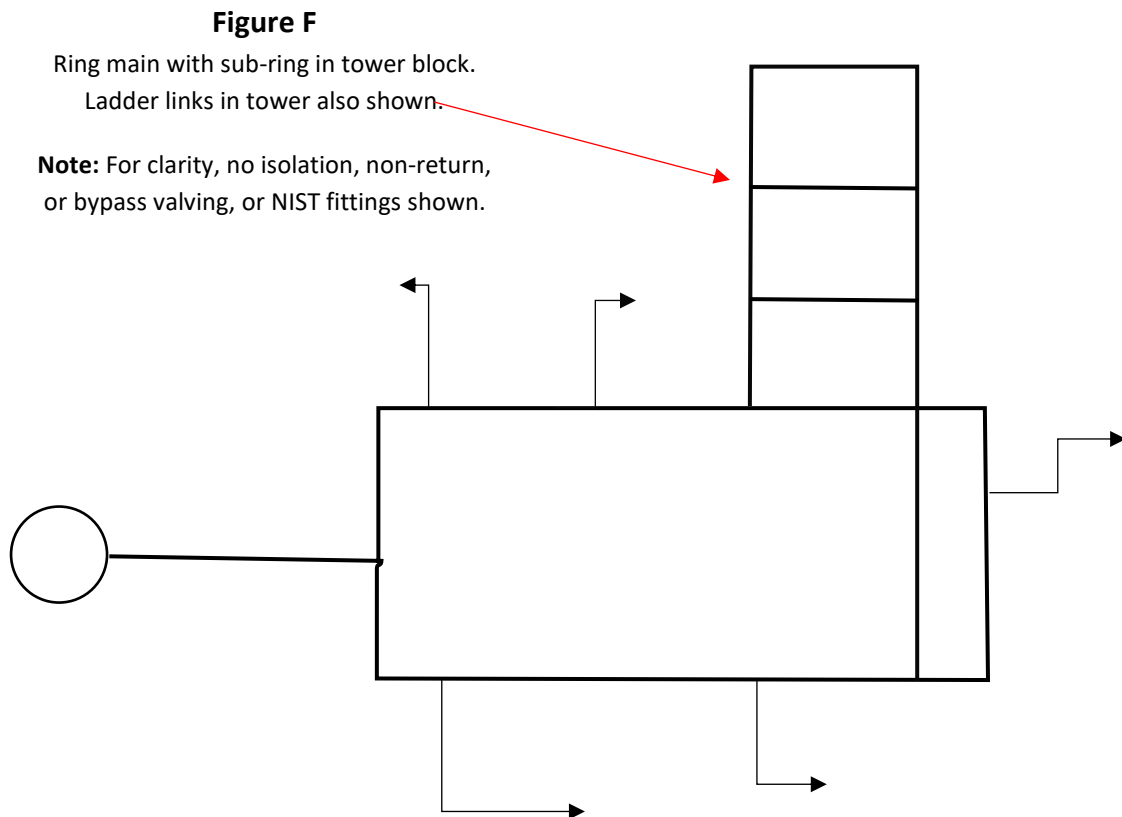 Figure F
Ring main with sub-ring in tower block.
Ladder links in tower also shown.
Note: For clarity, no isolation, non-return,
or bypass valving, or NIST fittings shown.